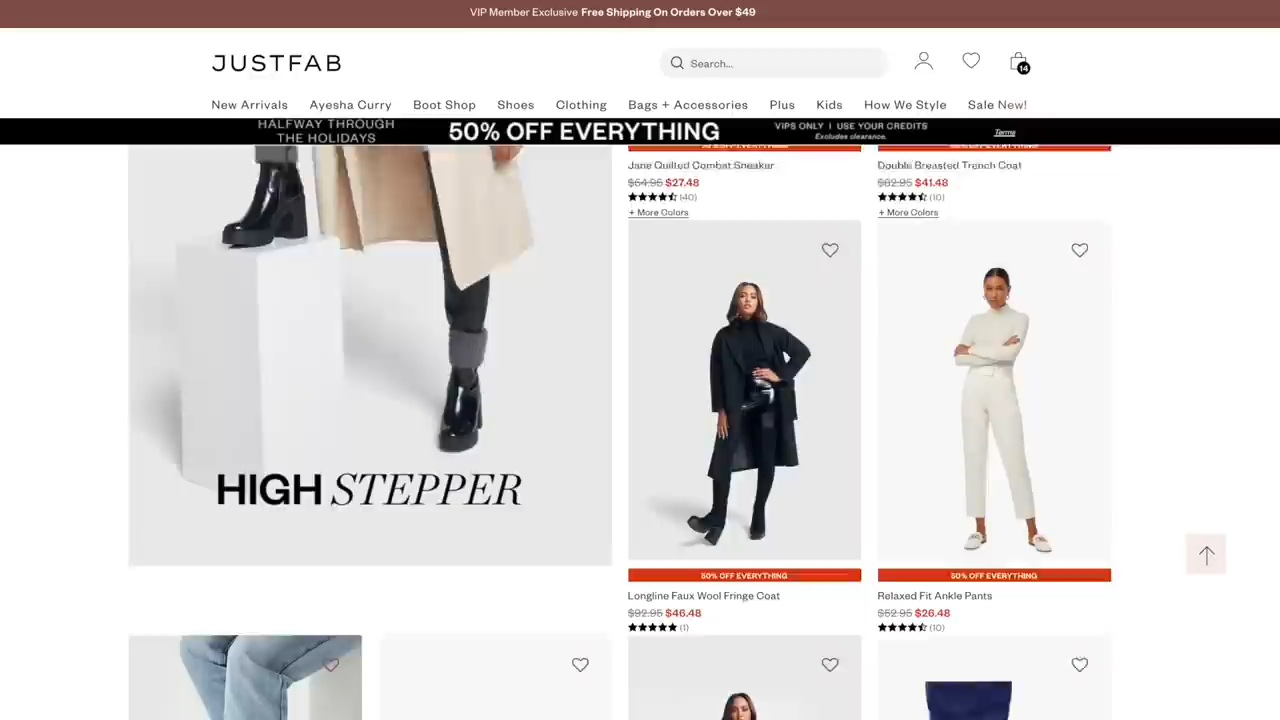 VIP Member Exclusive Free Shipping On Orders Over $49
JUSTFAB
Search...
14
New Arrivals Ayesha Curry Boot Shop Shoes Clothing Bags + Accessories Plus Kids How We Style Sale New!
HALFWAY THROUGH
THE HOLIDAYS
50% OFF EVERYTHING
VIPS ONLY | USE YOUR CREDITS
Excludes clearance.
Terms
Jane Quilted Combat Sneaker
$54.95 $27.48
(40)
+ More Colors
Double Breasted Trench Coat
$82.95 $41.48
(10)
+ More Colors
HIGH STEPPER
50% OFF EVERYTHING
Longline Faux Wool Fringe Coat
$92.95 $46.48
(1)
50% OFF EVERYTHING
Relaxed Fit Ankle Pants
$52.95 $26.48
(10)